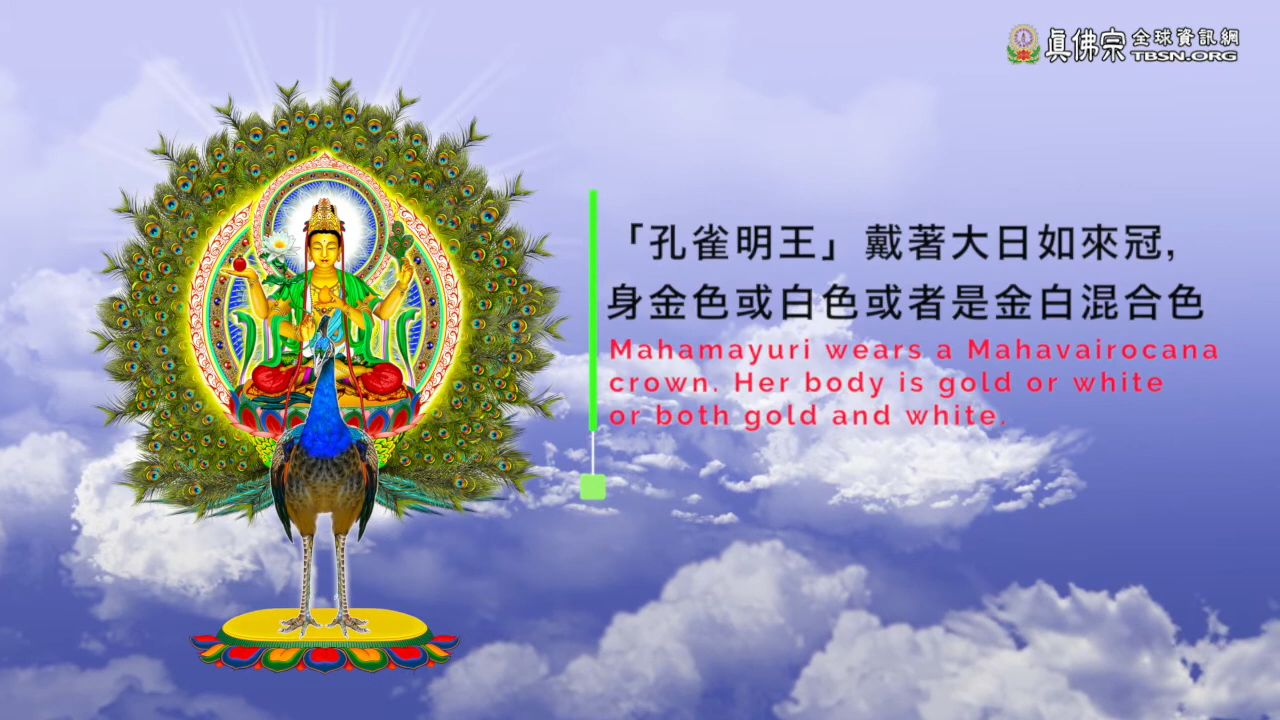 真佛宗 全球資訊網
TBSN.ORG
「孔雀明王」戴著大日如來冠,
身金色或白色或者是金白混合色
Mahamayuri wears a Mahavairocana
crown. Her body is gold or white
or both gold and white.